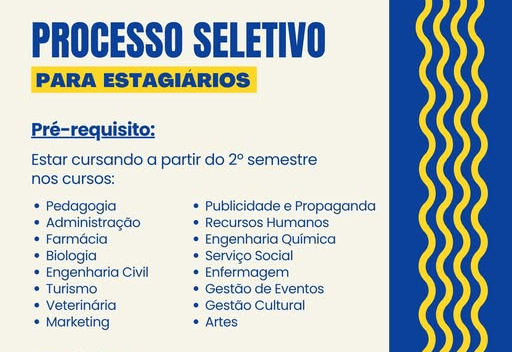 PROCESSO SELETIVO
PARA ESTAGIÁRIOS
Pré-requisito:
Estar cursando a partir do 2º semestre
nos cursos:
• Pedagogia
• Administração
• Farmácia
• Biologia
• Engenharia Civil
• Turismo
• Veterinária
• Marketing
• Publicidade e Propaganda
• Recursos Humanos
• Engenharia Química
• Serviço Social
• Enfermagem
• Gestão de Eventos
• Gestão Cultural
• Artes